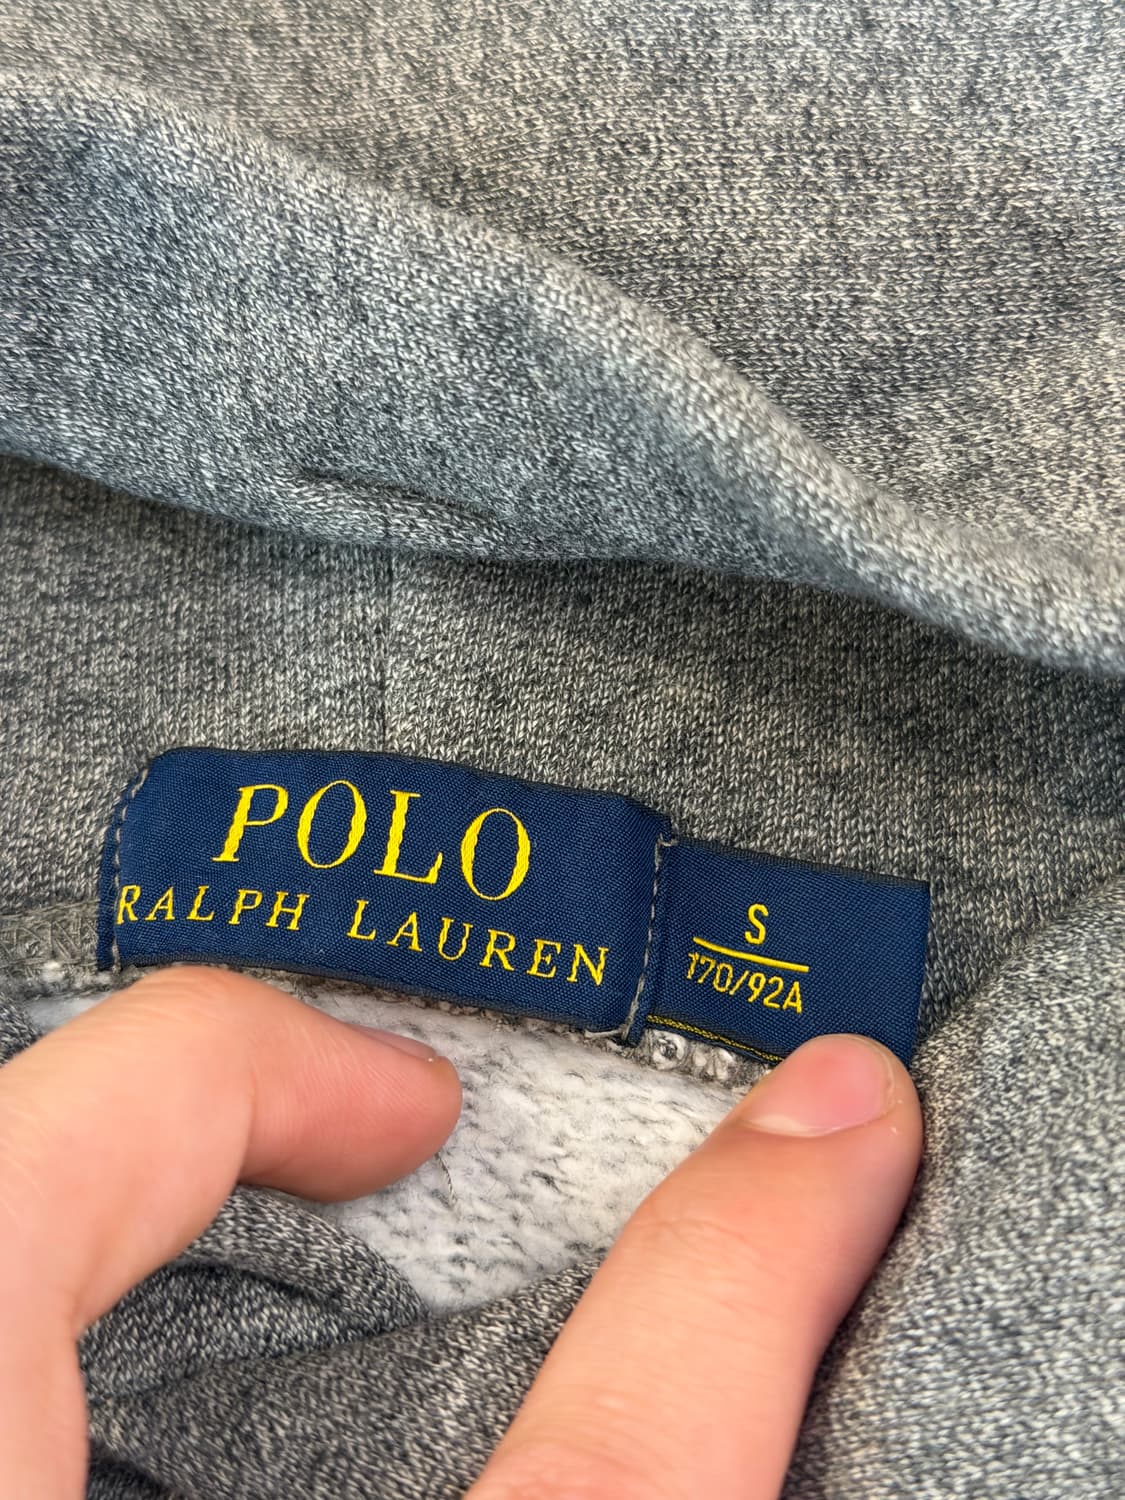 POLO
RALPH LAUREN
S
170/92A